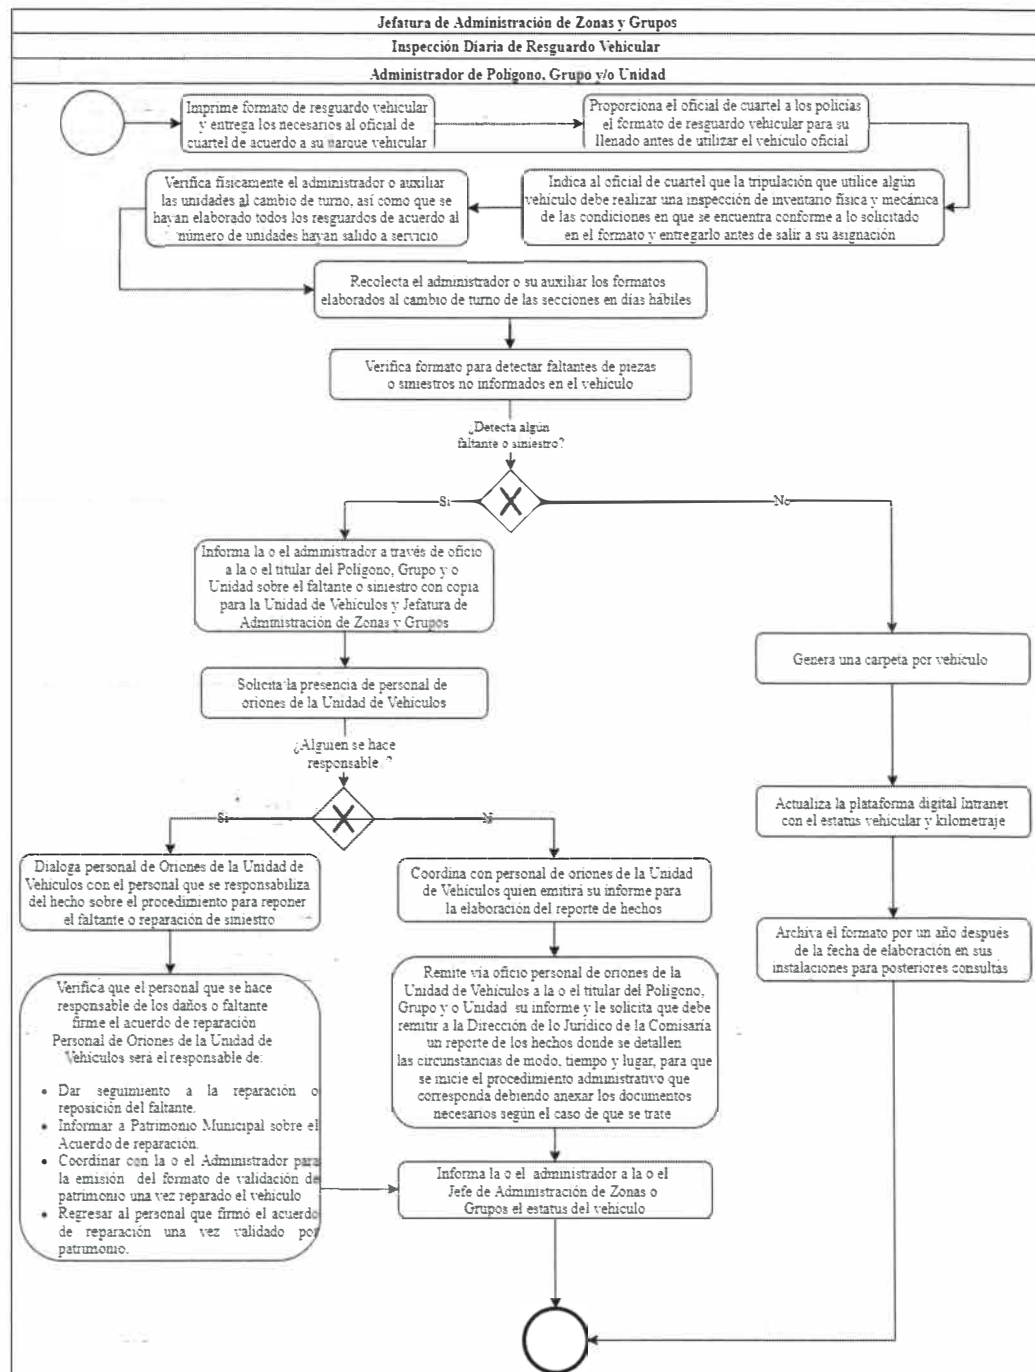 Jefatura de Administración de Zonas y Grupos
Inspección Diaria de Resguardo Vehicular
Administrador de Polígono, Grupo y/o Unidad
Imprime formato de resguardo vehicular
y entrega los necesarios al oficial de
cuartel de acuerdo a su parque vehicular
Proporciona el oficial de cuartel a los policías
el formato de resguardo vehicular para su
llenado antes de utilizar el vehículo oficial
Indica al oficial de cuartel que la tripulación que utilice algún
vehículo debe realizar una inspección de inventario física y mecánica
de las condiciones en que se encuentra conforme a lo solicitado
en el formato y entregarlo antes de salir a su asignación
Verifica físicamente el administrador o auxiliar
las unidades al cambio de turno, así como que se
hayan elaborado todos los resguardos de acuerdo al
número de unidades hayan salido a servicio
Recolecta el administrador o su auxiliar los formatos
elaborados al cambio de turno de las secciones en días hábiles
Verifica formato para detectar faltantes de piezas
o siniestros no informados en el vehículo
¿Detecta algún
faltante o siniestro?
Si
No
Informa la o el administrador a través de oficio
a la o el titular del Polígono, Grupo y o
Unidad sobre el faltante o siniestro con copia
para la Unidad de Vehículos y Jefatura de
Administración de Zonas y Grupos
Solicita la presencia de personal de
oriones de la Unidad de Vehículos
¿Alguien se hace
responsable ?
Si
N
Dialoga personal de Oriones de la Unidad de
Vehículos con el personal que se responsabiliza
del hecho sobre el procedimiento para reponer
el faltante o reparación de siniestro
Verifica que el personal que se hace
responsable de los daños o faltante
firme el acuerdo de reparación
Personal de Oriones de la Unidad de
Vehículos será el responsable de:
• Dar seguimiento a la reparación o
reposición del faltante.
• Informar a Patrimonio Municipal sobre el
Acuerdo de reparación.
• Coordinar con la o el Administrador para
la emisión del formato de validación de
patrimonio una vez reparado el vehículo
• Regresar al personal que firmó el acuerdo
de reparación una vez validado por
patrimonio.
Coordina con personal de oriones de la Unidad
de Vehículos quien emitirá su informe para
la elaboración del reporte de hechos
Remite vía oficio personal de oriones de la
Unidad de Vehículos a la o el titular del Polígono,
Grupo y o Unidad su informe y le solicita que debe
remitir a la Dirección de lo Jurídico de la Comisaría
un reporte de los hechos donde se detallen
las circunstancias de modo, tiempo y lugar, para que
se inicie el procedimiento administrativo que
corresponda debiendo anexar los documentos
necesarios según el caso de que se trate
Informa la o el administrador a la o el
Jefe de Administración de Zonas o
Grupos el estatus del vehículo
Genera una carpeta por vehículo
Actualiza la plataforma digital Intranet
con el estatus vehicular y kilometraje
Archiva el formato por un año después
de la fecha de elaboración en sus
instalaciones para posteriores consultas